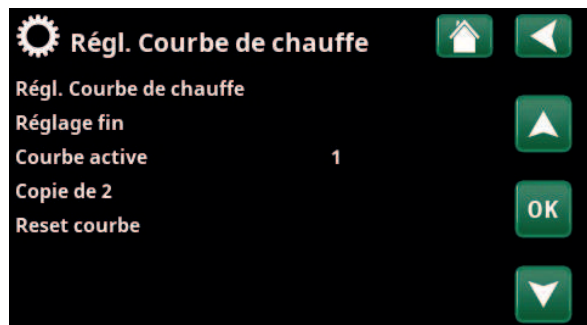 Régl. Courbe de chauffe
Régl. Courbe de chauffe
Réglage fin
Courbe active 1
Copie de 2
OK
Reset courbe